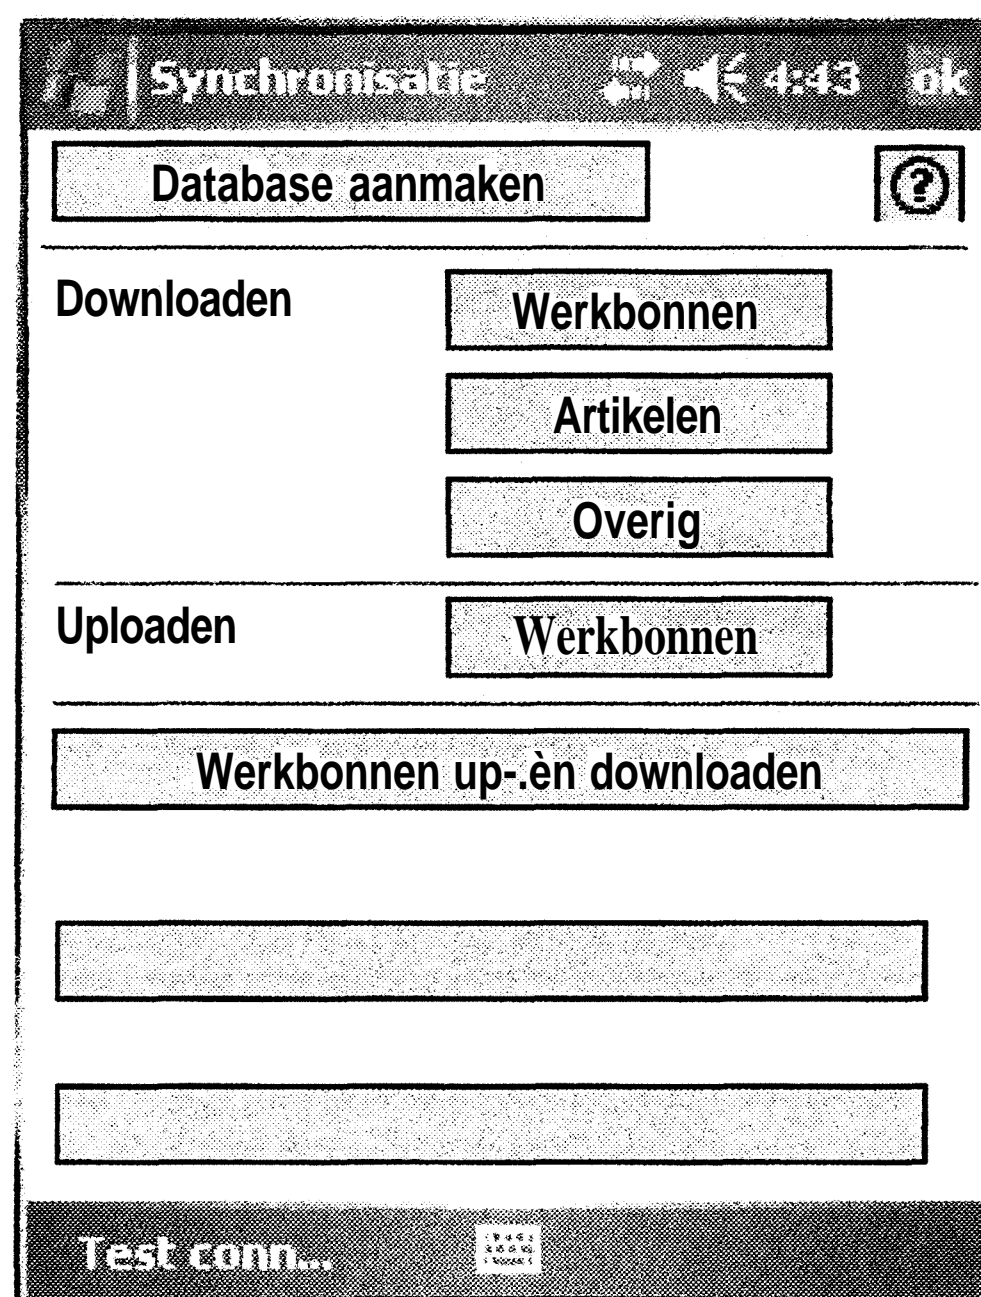 Synchronisatie 4:43 ok
Database aanmaken ?
Downloaden Werkbonnen
Artikelen
Overig
Uploaden Werkbonnen
Werkbonnen up-.èn downloaden
Test conn...